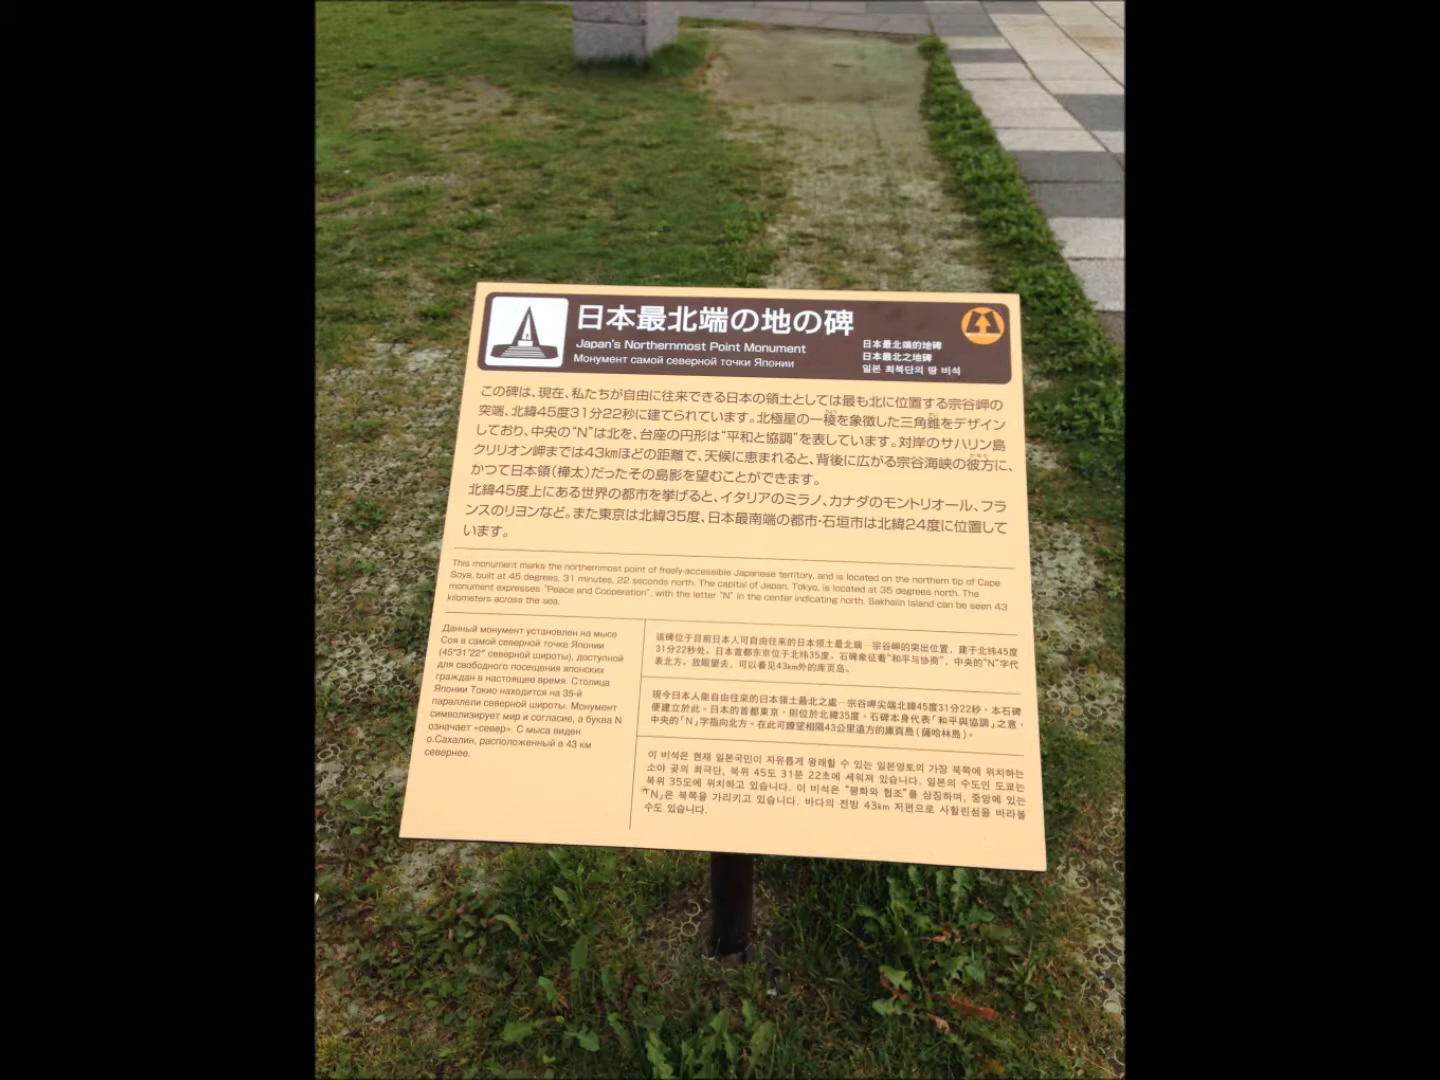 日本最北端の地の碑
Japan's Northernmost Point Monument
Монумент самой северной точки Японии
日本最北端的地碑
日本最北之地碑
일본 최북단의 땅 비석
この碑は、現在、私たちが自由に往来できる日本の領土としては最も北に位置する宗谷岬の
突端、北緯45度31分22秒に建てられています。北極星の一稜を象徴した三角錐をデザイン
しており、中央の“N”は北を、台座の円形は“平和と協調”を表しています。対岸のサハリン島
クリリオン岬までは43㎞ほどの距離で、天候に恵まれると、背後に広がる宗谷海峡の彼方に、
かつて日本領(樺太)だったその島影を望むことができます。
北緯45度上にある世界の都市を挙げると、イタリアのミラノ、カナダのモントリオール、フラ
ンスのリヨンなど。また東京は北緯35度、日本最南端の都市・石垣市は北緯24度に位置して
います。
This monument marks the northernmost point of freely-accessible Japanese territory, and is located on the northern tip of Cape
Soya, built at 45 degrees, 31 minutes, 22 seconds north. The capital of Japan, Tokyo, is located at 35 degrees north. The
monument expresses "Peace and Cooperation", with the letter "N" in the center indicating north. Sakhalin Island can be seen 43
kilometers across the sea.
Данный монумент установлен на мысе
Соя в самой северной точке Японии
(45°31′22″ северной широты), доступной
для свободного посещения японских
граждан в настоящее время. Столица
Японии Токио находится на 35-й
параллели северной широты. Монумент
символизирует мир и согласие, а буква N
означает «север». С мыса виден
о.Сахалин, расположенный в 43 км
севернее.
该碑位于目前日本人可自由往来的日本领土最北端—宗谷岬的突出位置，建于北纬45度
31分22秒处。日本首都东京位于北纬35度。石碑象征着“和平与协商”，中央的“N”字代
表北方。放眼望去，可以看见43km外的库页岛。
現今日本人能自由往來的日本領土最北之處—宗谷岬尖端北緯45度31分22秒，本石碑
便建立於此。日本的首都東京，則位於北緯35度。石碑本身代表「和平與協調」之意，
中央的「N」字指向北方。在此可瞭望相隔43公里遠方的庫頁島（薩哈林島）。
이 비석은 현재 일본국민이 자유롭게 왕래할 수 있는 일본영토의 가장 북쪽에 위치하는
소야 곶의 최극단, 북위 45도 31분 22초에 세워져 있습니다. 일본의 수도인 도쿄는
북위 35도에 위치하고 있습니다. 이 비석은 “평화와 협조”를 상징하며, 중앙에 있는
“N」은 북쪽을 가리키고 있습니다. 바다의 전방 43km 저편으로 사할린섬을 바라볼
수도 있습니다.